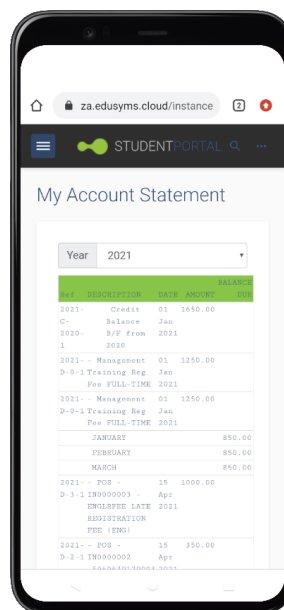 za.edusyms.cloud/instance 2
STUDENTPORTAL
My Account Statement
Year 2021
BALANCE
Ref DESCRIPTION DATE AMOUNT DUE
2021- Credit 01 1650.00
C- Balance Jan
2020- B/F from 2021
1 2020
2021- - Management 01 1250.00
D-0-1 Training Reg Jan
Fee FULL-TIME 2021
2021- - Management 01 1250.00
D-0-1 Training Reg Jan
Fee FULL-TIME 2021
JANUARY 850.00
FEBRUARY 850.00
MARCH 850.00
2021- - POS - 15 1000.00
D-3-1 IN0000003 - Apr
ENGLRFEE LATE 2021
REGISTRATION
FEE (ENG)
2021- - POS - 15 350.00
D-2-1 IN0000002 Apr
2021